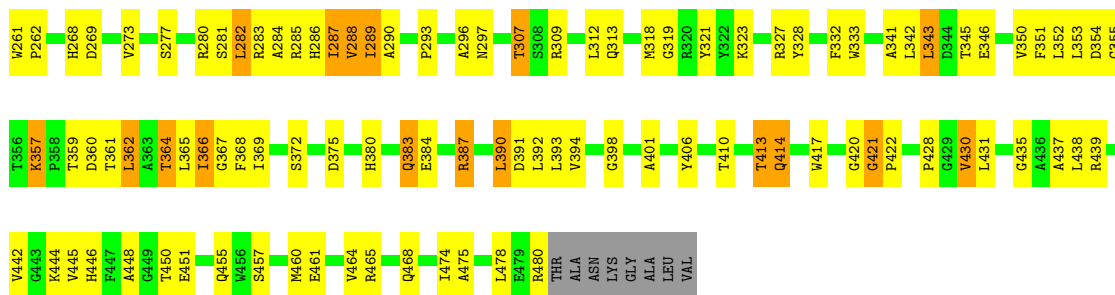 W261 P262 H268 D269 V273 S277 R280 S281 L282 R283 A284 R285 H286 I287 V288 I289 A290 P293 A296 N297 T307 S308 R309 L312 Q313 M318 G319 R320 Y321 Y322 K323 R327 Y328 F332 W333 A341 L342 L343 D344 T345 E346 V350 F351 L352 L353 D354
T356 K357 P358 T359 D360 T361 L362 A363 T364 L365 I366 G367 F368 I369 S372 D375 H380 Q383 E384 R387 L390 D391 L392 L393 V394 G398 A401 Y406 T410 T413 Q414 W417 G420 G421 P422 P428 G429 V430 L431 G435 A436 A437 L438 R439
V442 G443 K444 V445 H446 F447 A448 G449 T450 E451 Q455 W456 S457 M460 E461 V464 R465 Q468 I474 A475 L478 E479 R480 THR ALA ASN LYS GLY ALA LEU VAL